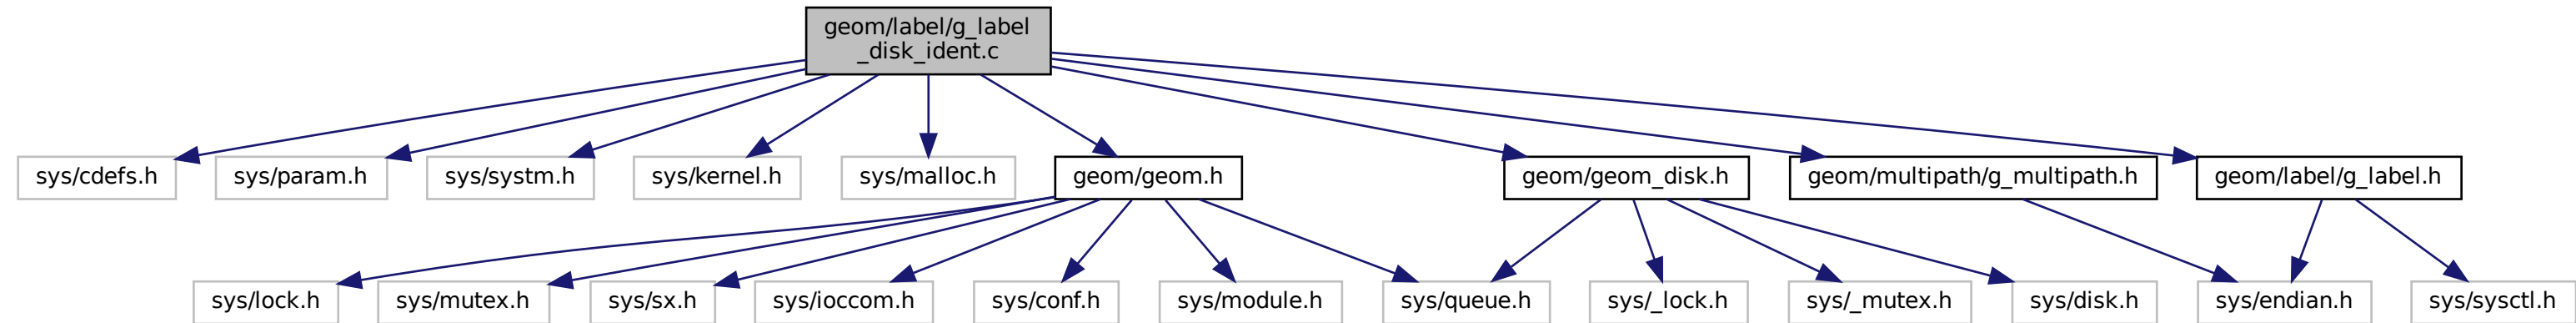 geom/label/g_label
_disk_ident.c
sys/cdefs.h
sys/param.h
sys/systm.h
sys/kernel.h
sys/malloc.h
geom/geom.h
geom/geom_disk.h
geom/multipath/g_multipath.h
geom/label/g_label.h
sys/lock.h
sys/mutex.h
sys/sx.h
sys/ioccom.h
sys/conf.h
sys/module.h
sys/queue.h
sys/_lock.h
sys/_mutex.h
sys/disk.h
sys/endian.h
sys/sysctl.h